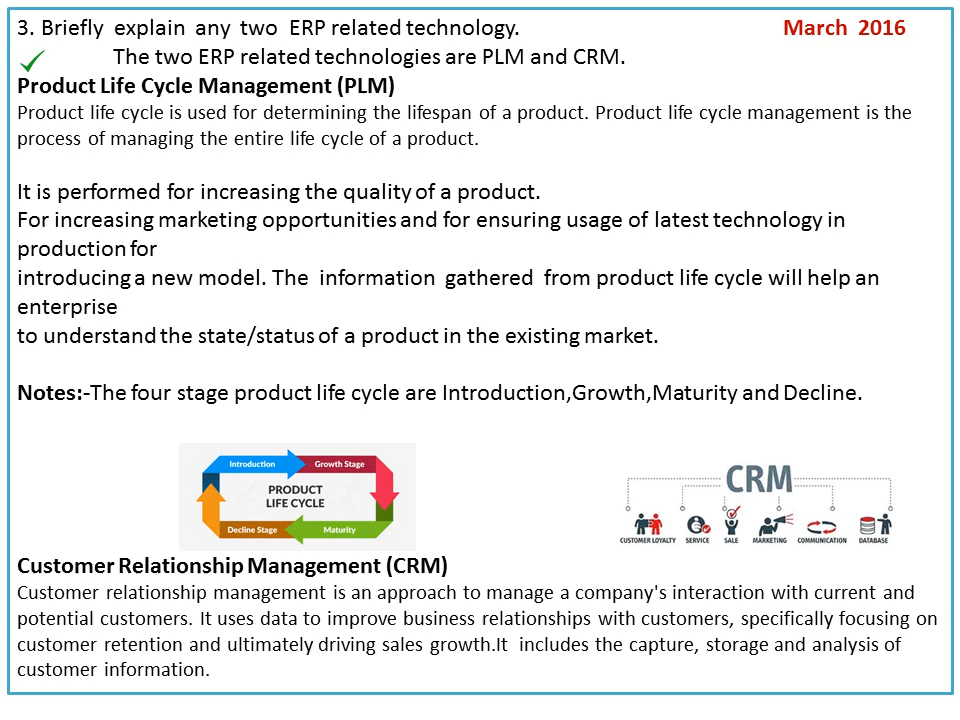 3. Briefly explain any two ERP related technology. March 2016
The two ERP related technologies are PLM and CRM.
Product Life Cycle Management (PLM)
Product life cycle is used for determining the lifespan of a product. Product life cycle management is the
process of managing the entire life cycle of a product.
It is performed for increasing the quality of a product.
For increasing marketing opportunities and for ensuring usage of latest technology in
production for
introducing a new model. The information gathered from product life cycle will help an
enterprise
to understand the state/status of a product in the existing market.
Notes:-The four stage product life cycle are Introduction,Growth,Maturity and Decline.
Introduction Growth Stage
PRODUCT
LIFE CYCLE
Decline Stage Maturity
CRM
CUSTOMER LOYALTY SERVICE SALE MARKETING COMMUNICATION DATABASE
Customer Relationship Management (CRM)
Customer relationship management is an approach to manage a company's interaction with current and
potential customers. It uses data to improve business relationships with customers, specifically focusing on
customer retention and ultimately driving sales growth.It includes the capture, storage and analysis of
customer information.